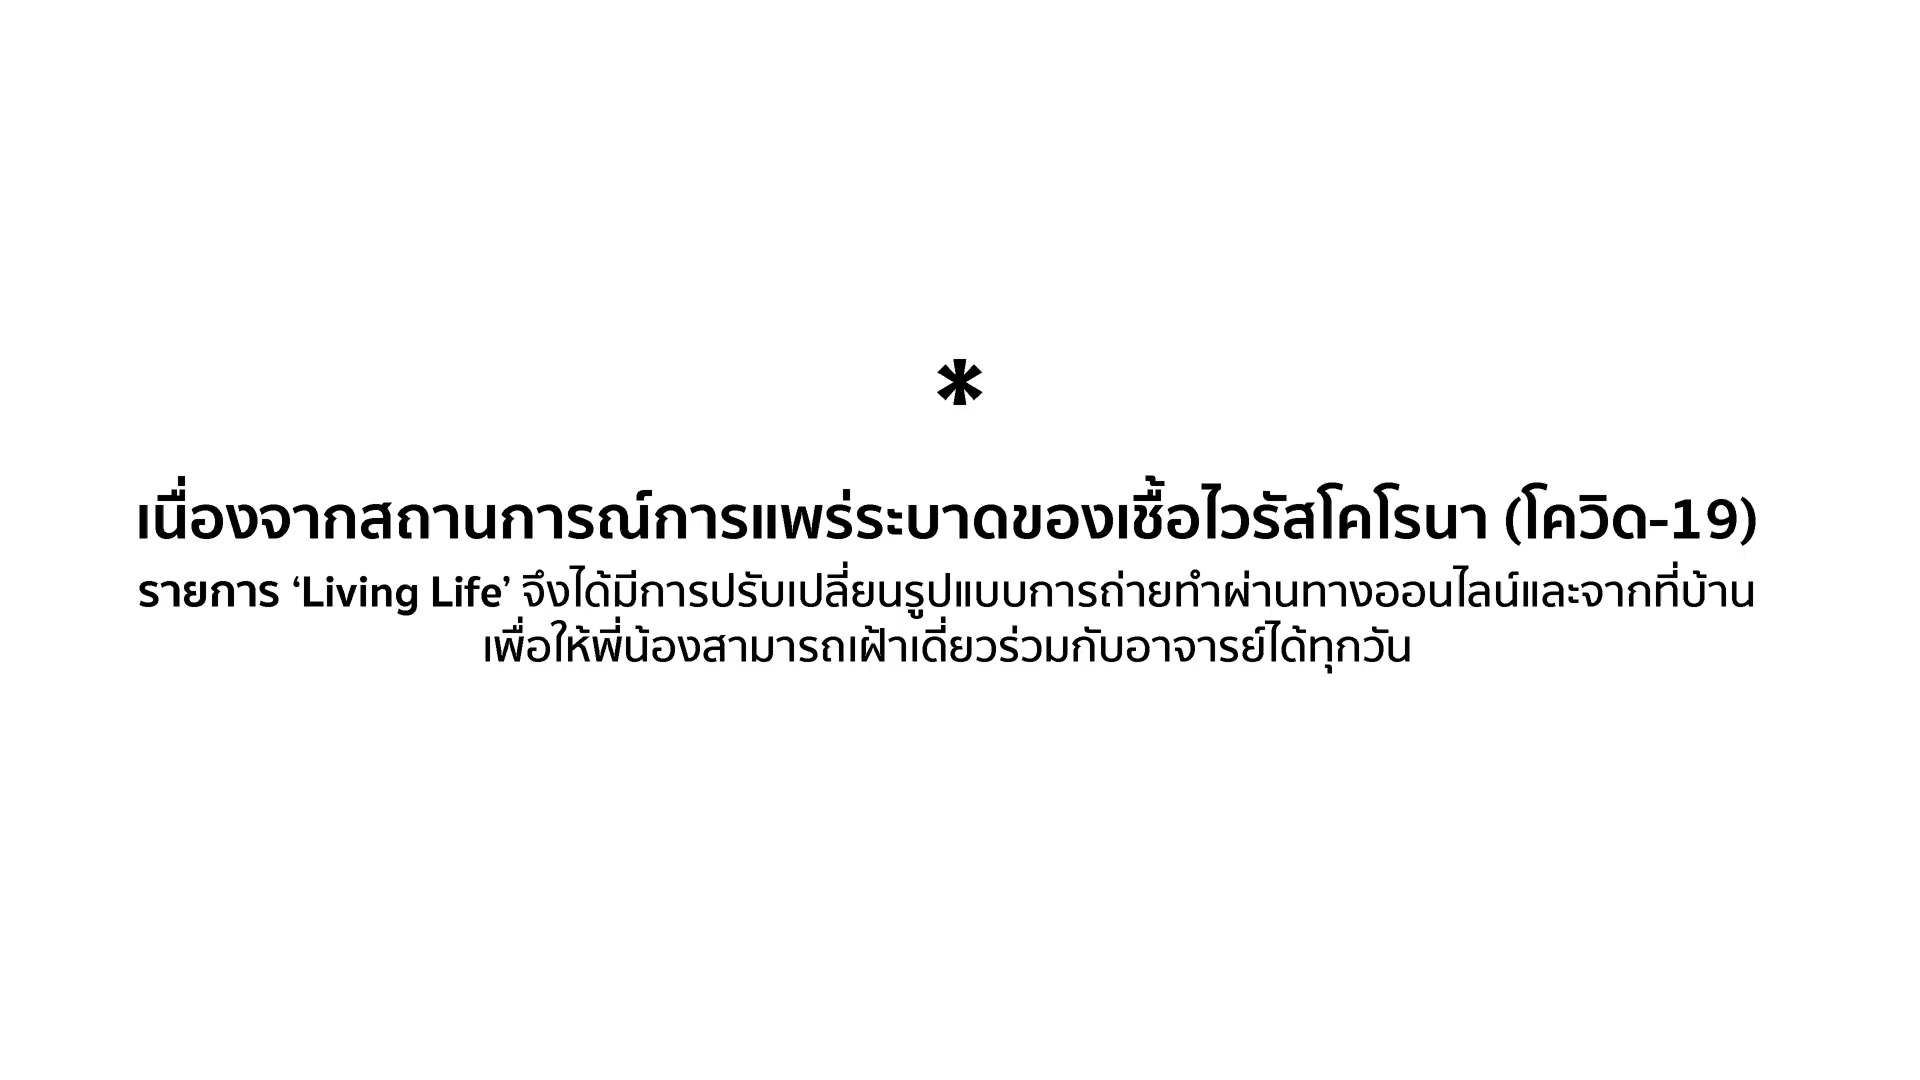 *
เนื่องจากสถานการณ์การแพร่ระบาดของเชื้อไวรัสโคโรนา (โควิด-19)
รายการ ‘Living Life’ จึงได้มีการปรับเปลี่ยนรูปแบบการถ่ายทำผ่านทางออนไลน์และจากที่บ้าน
เพื่อให้พี่น้องสามารถเฝ้าเดี่ยวร่วมกับอาจารย์ได้ทุกวัน